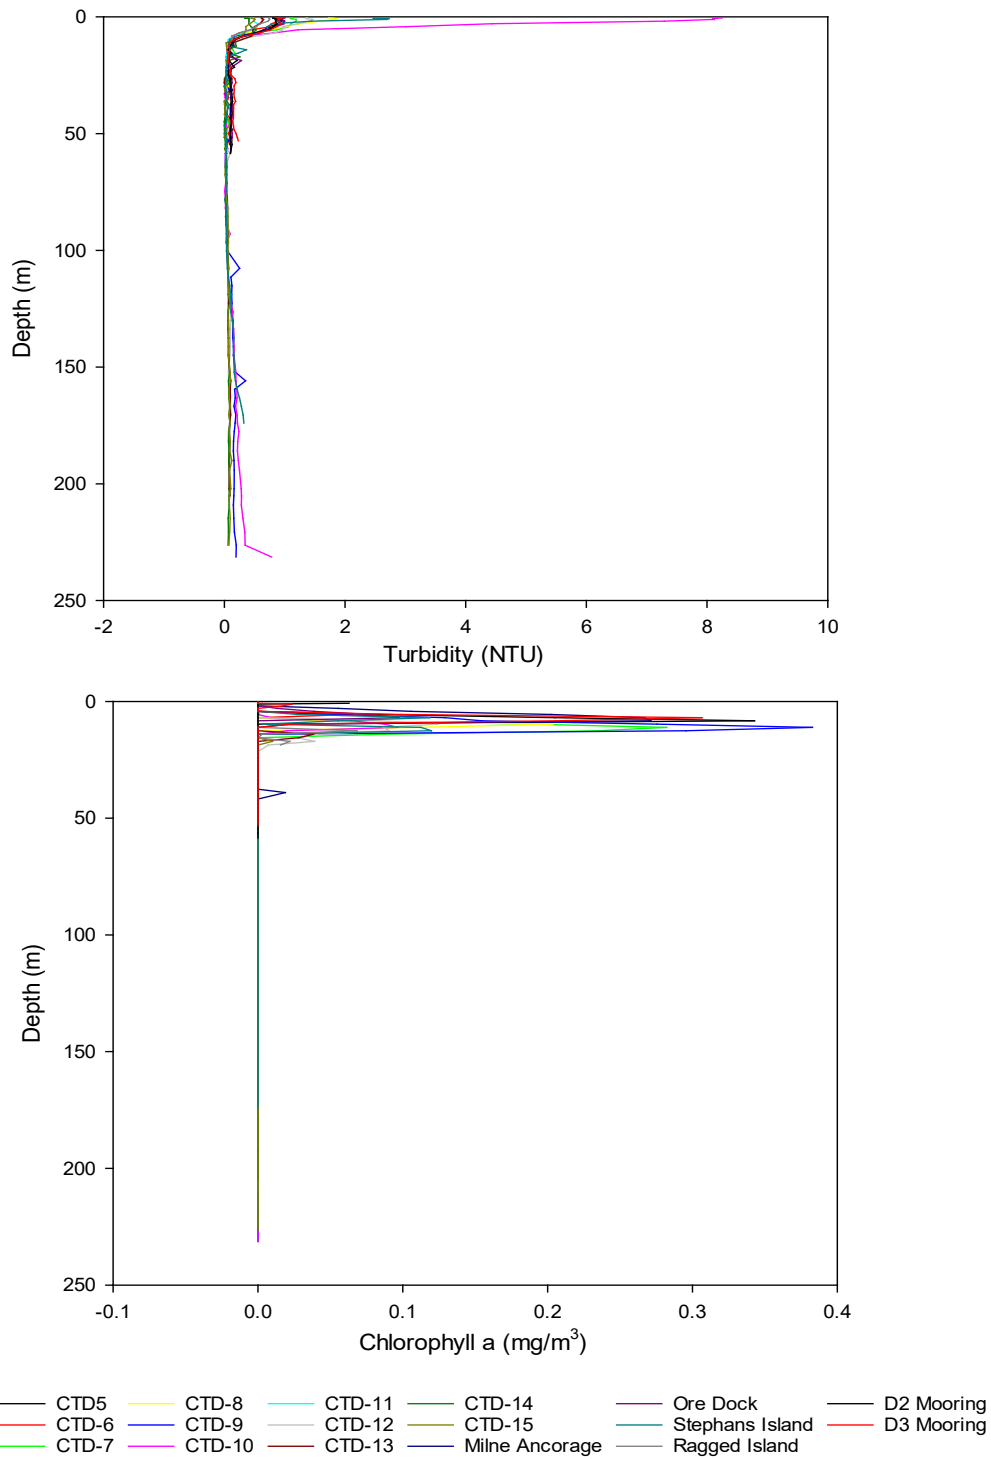 0
50
100
150
200
250
Depth (m)
-2 0 2 4 6 8 10
Turbidity (NTU)
0
50
100
150
200
250
Depth (m)
-0.1 0.0 0.1 0.2 0.3 0.4
Chlorophyll a (mg/m³)
CTD5 CTD-8 CTD-11 CTD-14 Ore Dock D2 Mooring
CTD-6 CTD-9 CTD-12 CTD-15 Stephans Island D3 Mooring
CTD-7 CTD-10 CTD-13 Milne Ancorage Ragged Island